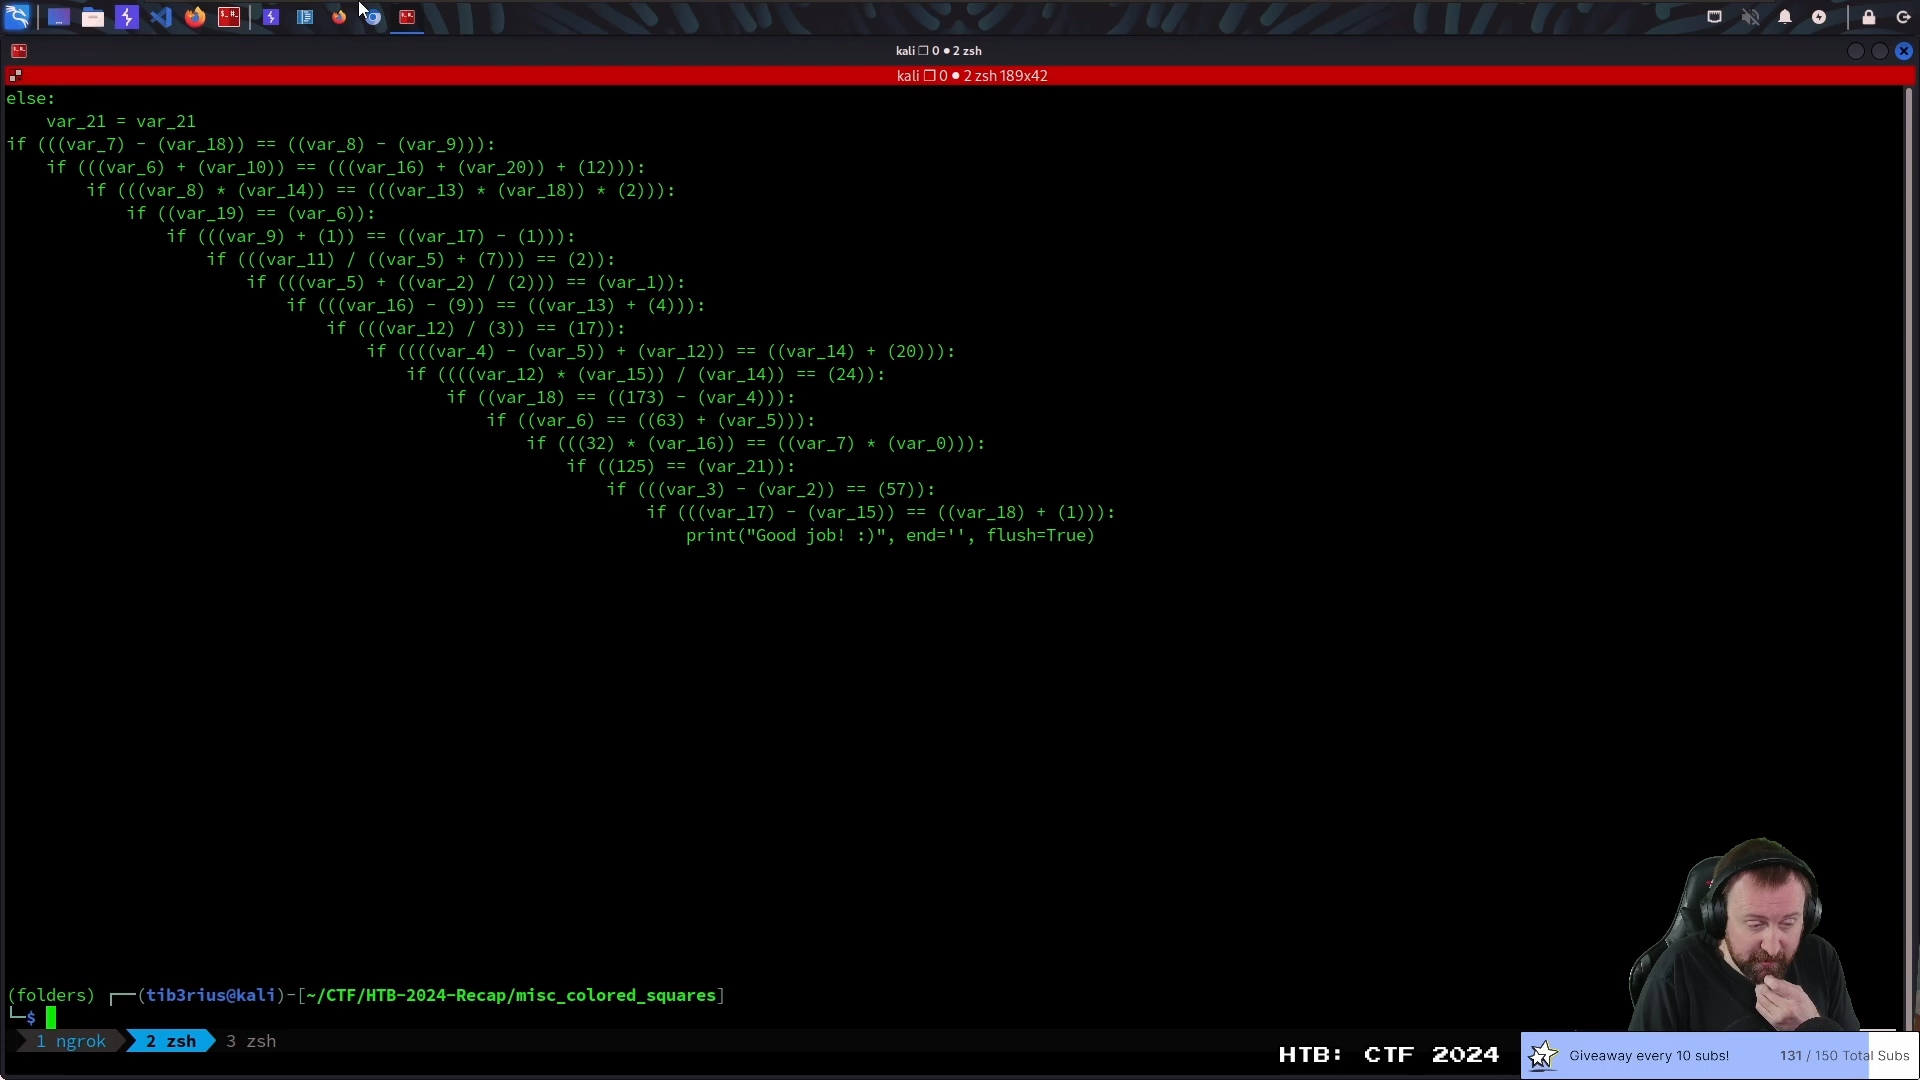 kali ❐ 0 ● 2 zsh
kali ❐ 0 ● 2 zsh 189x42
else:
    var_21 = var_21
if (((var_7) - (var_18)) == ((var_8) - (var_9))):
    if (((var_6) + (var_10)) == (((var_16) + (var_20)) + (12))):
        if (((var_8) * (var_14)) == (((var_13) * (var_18)) * (2))):
            if ((var_19) == (var_6)):
                if (((var_9) + (1)) == ((var_17) - (1))):
                    if (((var_11) / ((var_5) + (7))) == (2)):
                        if (((var_5) + ((var_2) / (2))) == (var_1)):
                            if (((var_16) - (9)) == ((var_13) + (4))):
                                if (((var_12) / (3)) == (17)):
                                    if ((((var_4) - (var_5)) + (var_12)) == ((var_14) + (20))):
                                        if ((((var_12) * (var_15)) / (var_14)) == (24)):
                                            if ((var_18) == ((173) - (var_4))):
                                                if ((var_6) == ((63) + (var_5))):
                                                    if (((32) * (var_16)) == ((var_7) * (var_0))):
                                                        if ((125) == (var_21)):
                                                            if (((var_3) - (var_2)) == (57)):
                                                                if (((var_17) - (var_15)) == ((var_18) + (1))):
                                                                    print("Good job! :)", end='', flush=True)
(folders) ┌──(tib3rius@kali)-[~/CTF/HTB-2024-Recap/misc_colored_squares]
└─$
1 ngrok 2 zsh 3 zsh
HTB: CTF 2024
Giveaway every 10 subs! 131 / 150 Total Subs